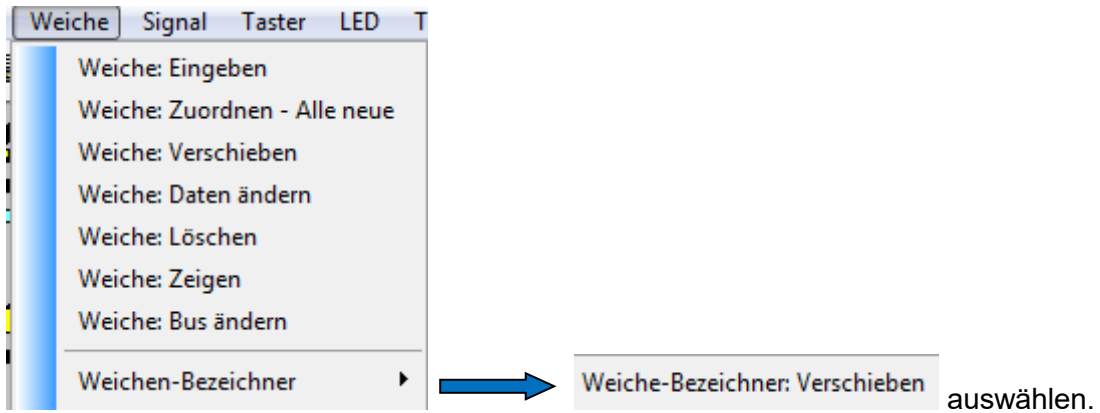 Weiche Signal Taster LED T
Weiche: Eingeben
Weiche: Zuordnen - Alle neue
Weiche: Verschieben
Weiche: Daten ändern
Weiche: Löschen
Weiche: Zeigen
Weiche: Bus ändern
Weichen-Bezeichner Weiche-Bezeichner: Verschieben auswählen.